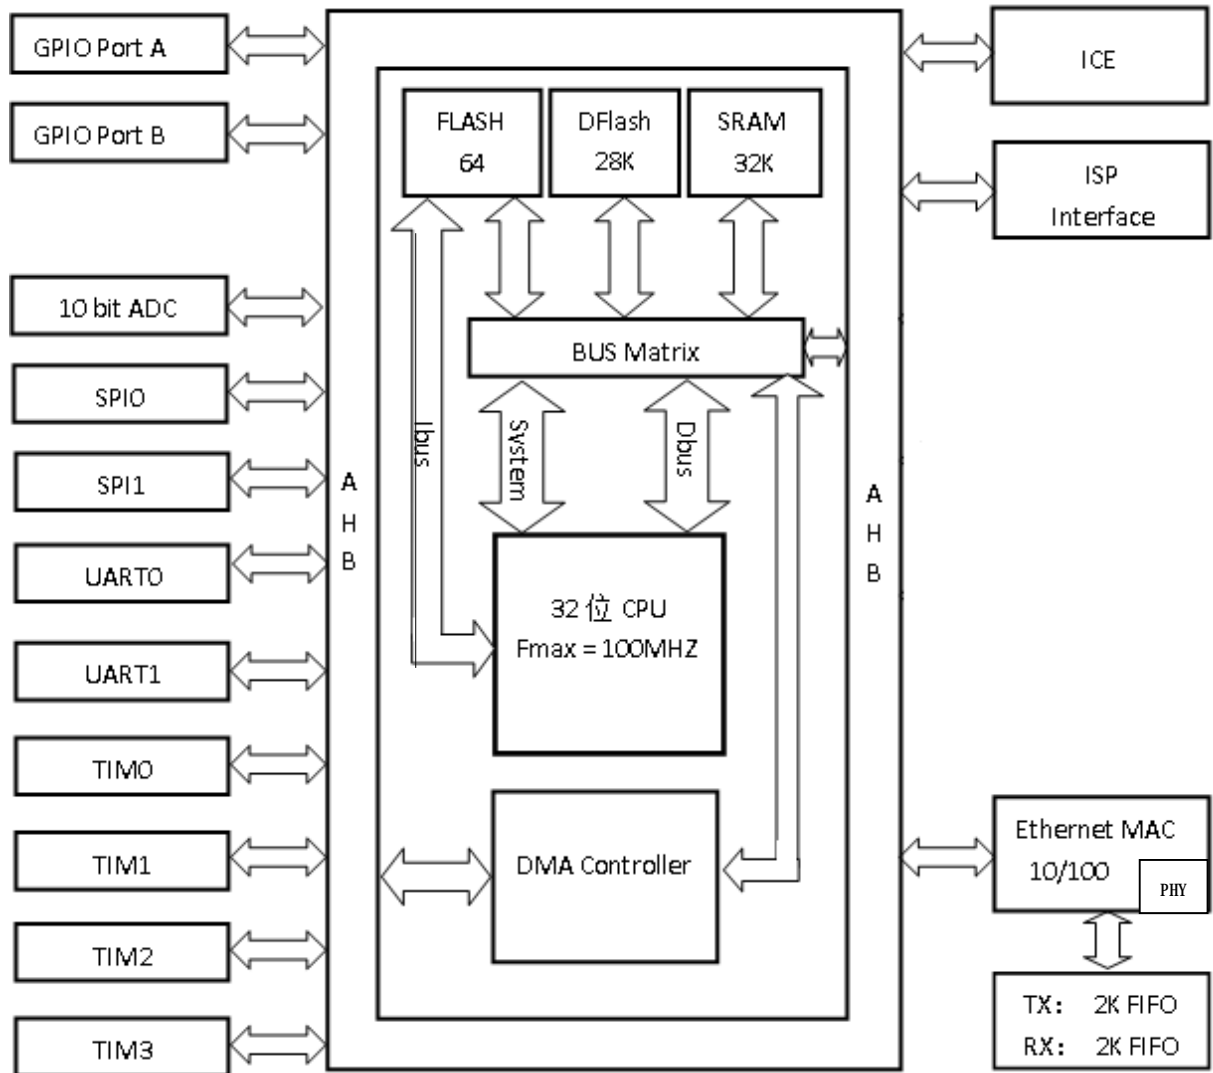 GPIO Port A
GPIO Port B
10 bit ADC
SPI0
SPI1
UART0
UART1
TIM0
TIM1
TIM2
TIM3
A
H
B
FLASH
64
DFlash
28K
SRAM
32K
BUS Matrix
Ibus
System
Dbus
32 位 CPU
Fmax = 100MHZ
DMA Controller
A
H
B
ICE
ISP
Interface
Ethernet MAC
10/100
PHY
TX: 2K FIFO
RX: 2K FIFO